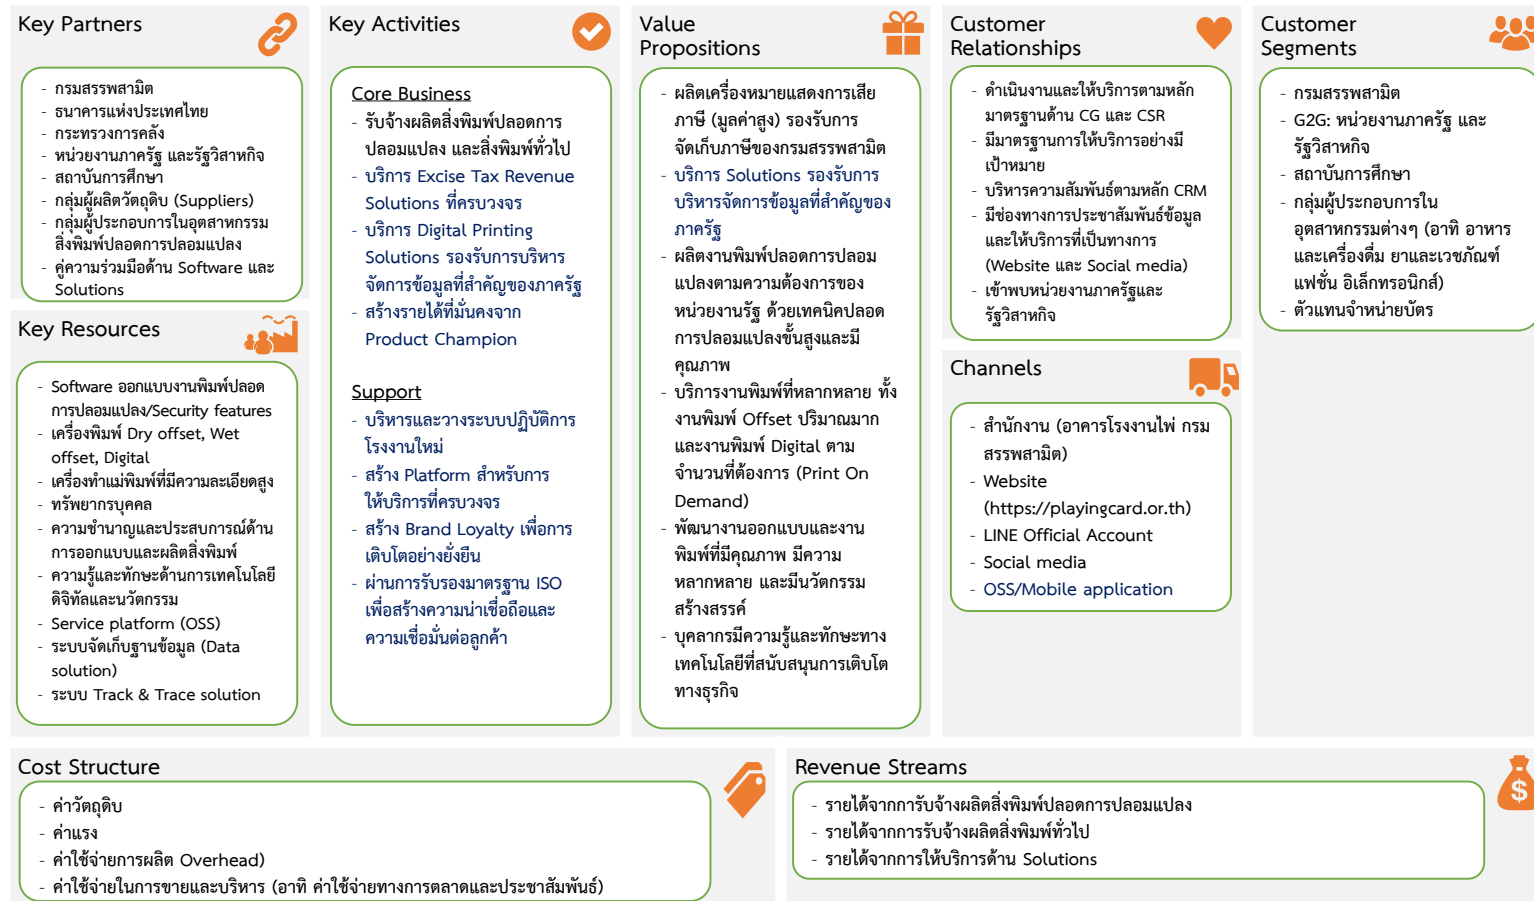 Key Partners
- กรมสรรพสามิต
- ธนาคารแห่งประเทศไทย
- กระทรวงการคลัง
- หน่วยงานภาครัฐ และรัฐวิสาหกิจ
- สถาบันการศึกษา
- กลุ่มผู้ผลิตวัตถุดิบ (Suppliers)
- กลุ่มผู้ประกอบการในอุตสาหกรรม
สิ่งพิมพ์ปลอดการปลอมแปลง
- คู่ความร่วมมือด้าน Software และ
Solutions
Key Resources
- Software ออกแบบงานพิมพ์ปลอด
การปลอมแปลง/Security features
- เครื่องพิมพ์ Dry offset, Wet
offset, Digital
- เครื่องทำแม่พิมพ์ที่มีความละเอียดสูง
- ทรัพยากรบุคคล
- ความชำนาญและประสบการณ์ด้าน
การออกแบบและผลิตสิ่งพิมพ์
- ความรู้และทักษะด้านการเทคโนโลยี
ดิจิทัลและนวัตกรรม
- Service platform (OSS)
- ระบบจัดเก็บฐานข้อมูล (Data
solution)
- ระบบ Track & Trace solution
Key Activities
Core Business
- รับจ้างผลิตสิ่งพิมพ์ปลอดการ
ปลอมแปลง และสิ่งพิมพ์ทั่วไป
- บริการ Excise Tax Revenue
Solutions ที่ครบวงจร
- บริการ Digital Printing
Solutions รองรับการบริหาร
จัดการข้อมูลที่สำคัญของภาครัฐ
- สร้างรายได้ที่มั่นคงจาก
Product Champion
Support
- บริหารและวางระบบปฏิบัติการ
โรงงานใหม่
- สร้าง Platform สำหรับการ
ให้บริการที่ครบวงจร
- สร้าง Brand Loyalty เพื่อการ
เติบโตอย่างยั่งยืน
- ผ่านการรับรองมาตรฐาน ISO
เพื่อสร้างความน่าเชื่อถือและ
ความเชื่อมั่นต่อลูกค้า
Value
Propositions
- ผลิตเครื่องหมายแสดงการเสีย
ภาษี (มูลค่าสูง) รองรับการ
จัดเก็บภาษีของกรมสรรพสามิต
- บริการ Solutions รองรับการ
บริหารจัดการข้อมูลที่สำคัญของ
ภาครัฐ
- ผลิตงานพิมพ์ปลอดการปลอม
แปลงตามความต้องการของ
หน่วยงานรัฐ ด้วยเทคนิคปลอด
การปลอมแปลงขั้นสูงและมี
คุณภาพ
- บริการงานพิมพ์ที่หลากหลาย ทั้ง
งานพิมพ์ Offset ปริมาณมาก
และงานพิมพ์ Digital ตาม
จำนวนที่ต้องการ (Print On
Demand)
- พัฒนางานออกแบบและงาน
พิมพ์ที่มีคุณภาพ มีความ
หลากหลาย และมีนวัตกรรม
สร้างสรรค์
- บุคลากรมีความรู้และทักษะทาง
เทคโนโลยีที่สนับสนุนการเติบโต
ทางธุรกิจ
Customer
Relationships
- ดำเนินงานและให้บริการตามหลัก
มาตรฐานด้าน CG และ CSR
- มีมาตรฐานการให้บริการอย่างมี
เป้าหมาย
- บริหารความสัมพันธ์ตามหลัก CRM
- มีช่องทางการประชาสัมพันธ์ข้อมูล
และให้บริการที่เป็นทางการ
(Website และ Social media)
- เข้าพบหน่วยงานภาครัฐและ
รัฐวิสาหกิจ
Channels
- สำนักงาน (อาคารโรงงานไพ่ กรม
สรรพสามิต)
- Website
(https://playingcard.or.th)
- LINE Official Account
- Social media
- OSS/Mobile application
Customer
Segments
- กรมสรรพสามิต
- G2G: หน่วยงานภาครัฐ และ
รัฐวิสาหกิจ
- สถาบันการศึกษา
- กลุ่มผู้ประกอบการใน
อุตสาหกรรมต่างๆ (อาทิ อาหาร
และเครื่องดื่ม ยาและเวชภัณฑ์
แฟชั่น อิเล็กทรอนิกส์)
- ตัวแทนจำหน่ายบัตร
Cost Structure
- ค่าวัตถุดิบ
- ค่าแรง
- ค่าใช้จ่ายการผลิต Overhead)
- ค่าใช้จ่ายในการขายและบริหาร (อาทิ ค่าใช้จ่ายทางการตลาดและประชาสัมพันธ์)
Revenue Streams
- รายได้จากการับจ้างผลิตสิ่งพิมพ์ปลอดการปลอมแปลง
- รายได้จากการรับจ้างผลิตสิ่งพิมพ์ทั่วไป
- รายได้จากการให้บริการด้าน Solutions
$